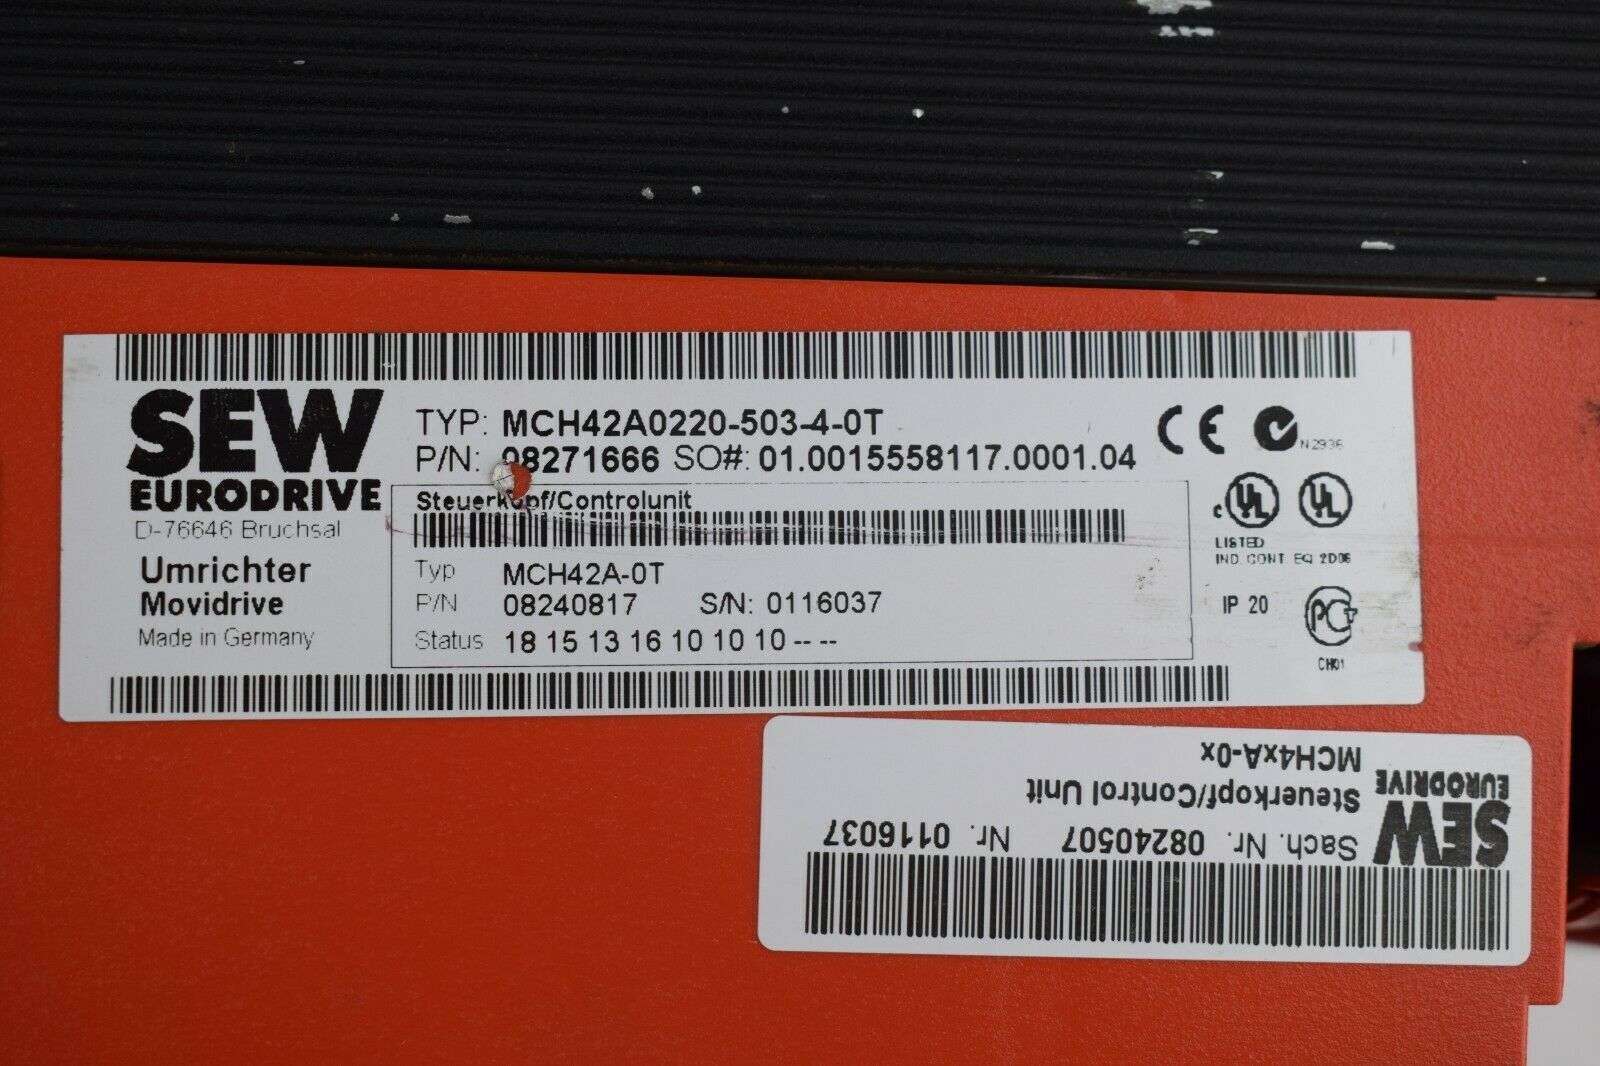 SEW
EURODRIVE
D-76646 Bruchsal
Umrichter
Movidrive
Made in Germany
TYP: MCH42A0220-503-4-0T
P/N: 08271666 SO#: 01.0015558117.0001.04
Steuerkopf/Controlunit
Typ MCH42A-0T
P/N 08240817 S/N: 0116037
Status 18 15 13 16 10 10 10 -- --
CE
N2936
c UL UL
LISTED
IND. CONT. EQ. 2D06
IP 20
PCT
CH01
SEW
EURODRIVE
Sach. Nr. 08240507 Nr. 0116037
Steuerkopf/Control Unit
MCH4xA-0x